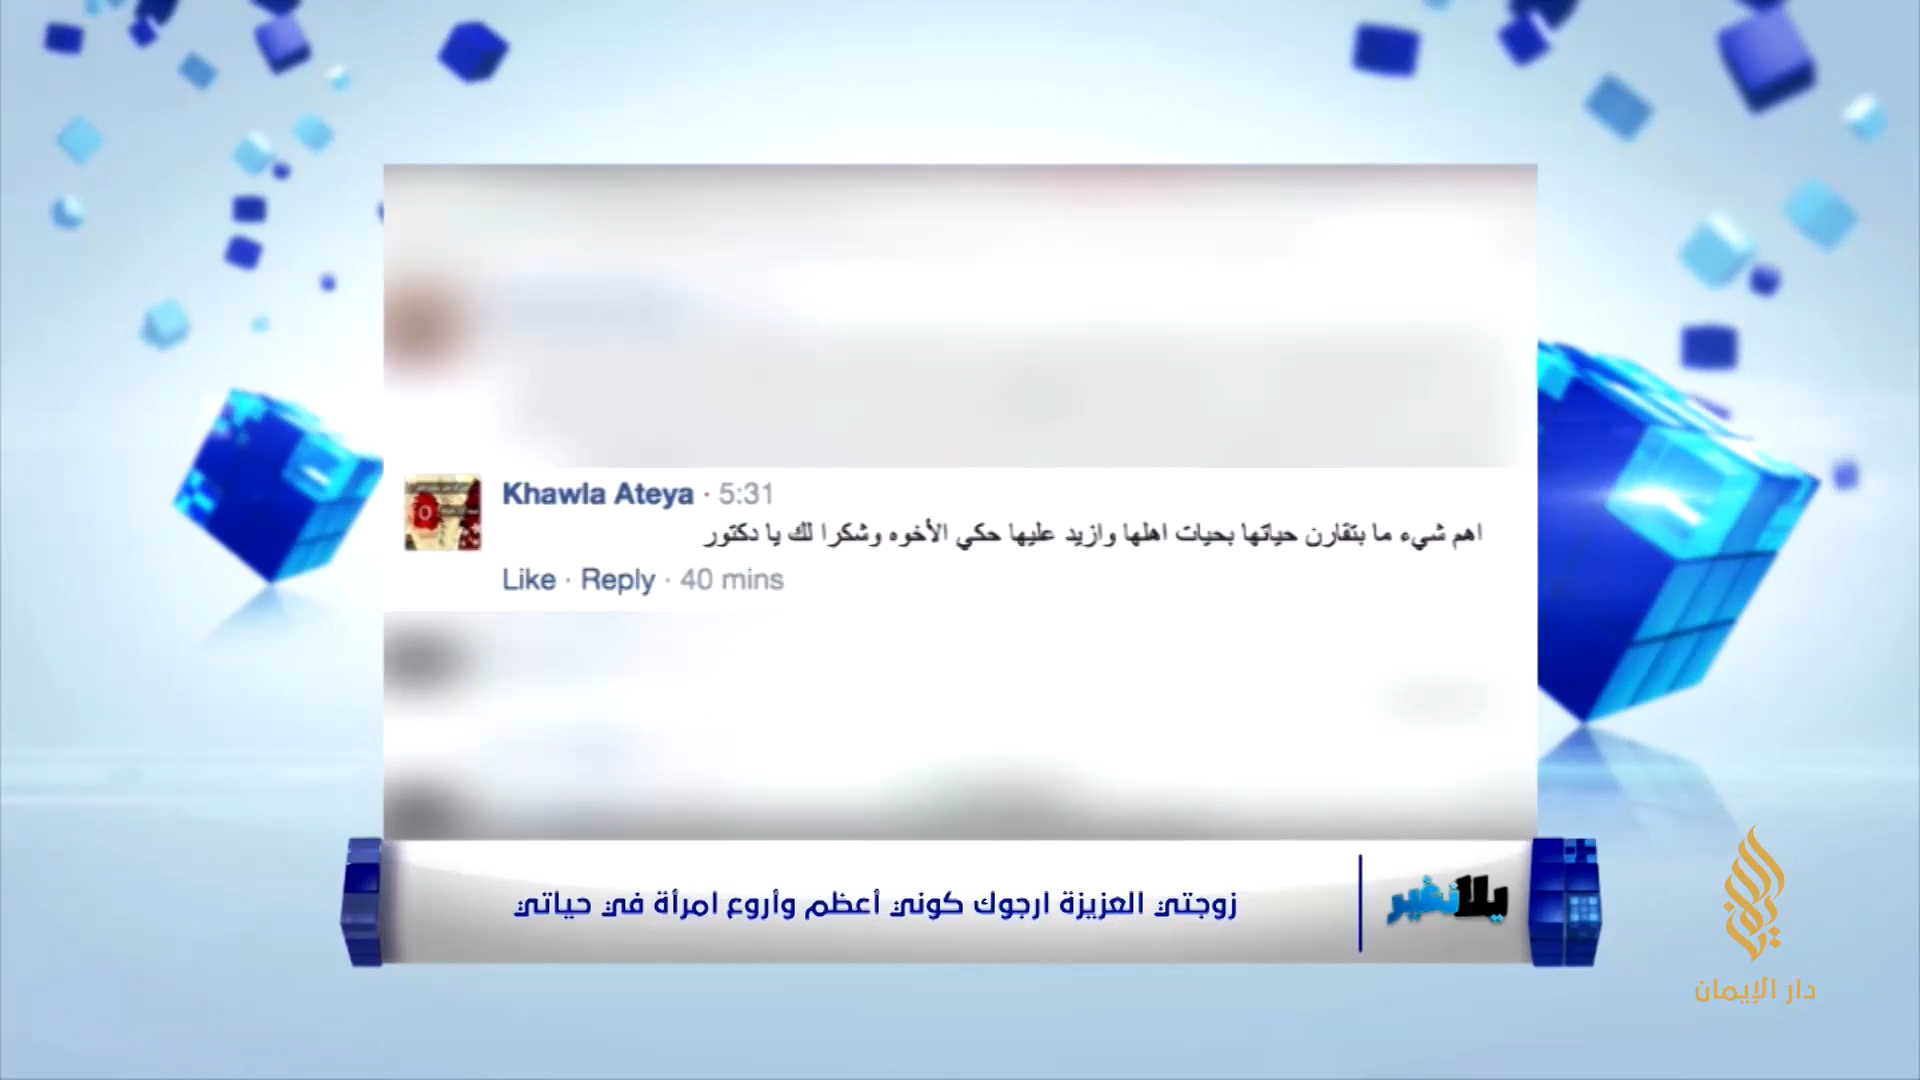 Khawla Ateya · 5:31
اهم شيء ما بتقارن حياتها بحيات اهلها وازيد عليها حكي الأخوه وشكرا لك يا دكتور
Like · Reply · 40 mins
يلا نغير
زوجتي العزيزة ارجوك كوني أعظم وأروع امرأة في حياتي
دار الإيمان